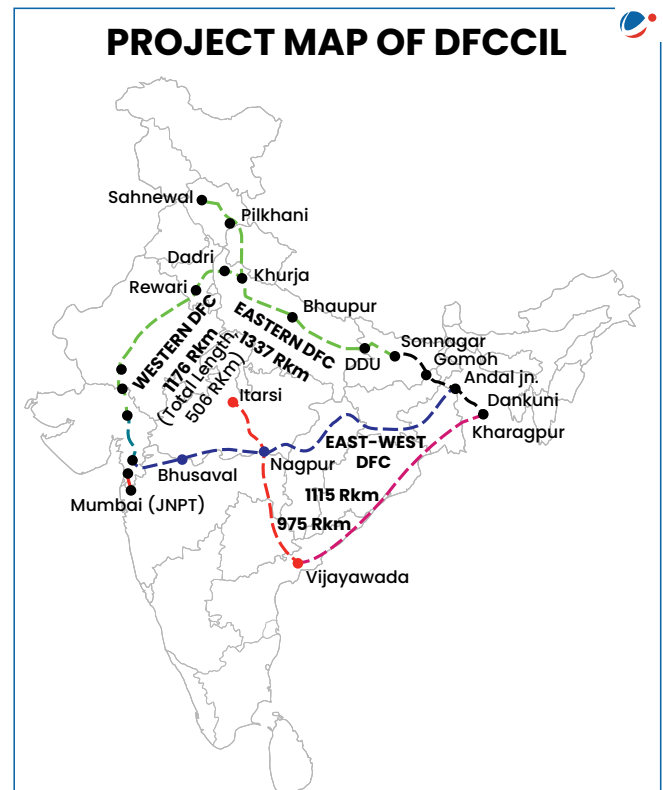 PROJECT MAP OF DFCCIL
Sahnewal
Pilkhani
Dadri
Khurja
Rewari
Bhaupur
WESTERN DFC
1176 Rkm
(Total Length,
506 RKm)
EASTERN DFC
1337 Rkm
DDU
Sonnagar
Gomoh
Andal jn.
Dankuni
Kharagpur
Itarsi
EAST-WEST
DFC
Nagpur
Bhusaval
1115 Rkm
Mumbai (JNPT)
975 Rkm
Vijayawada